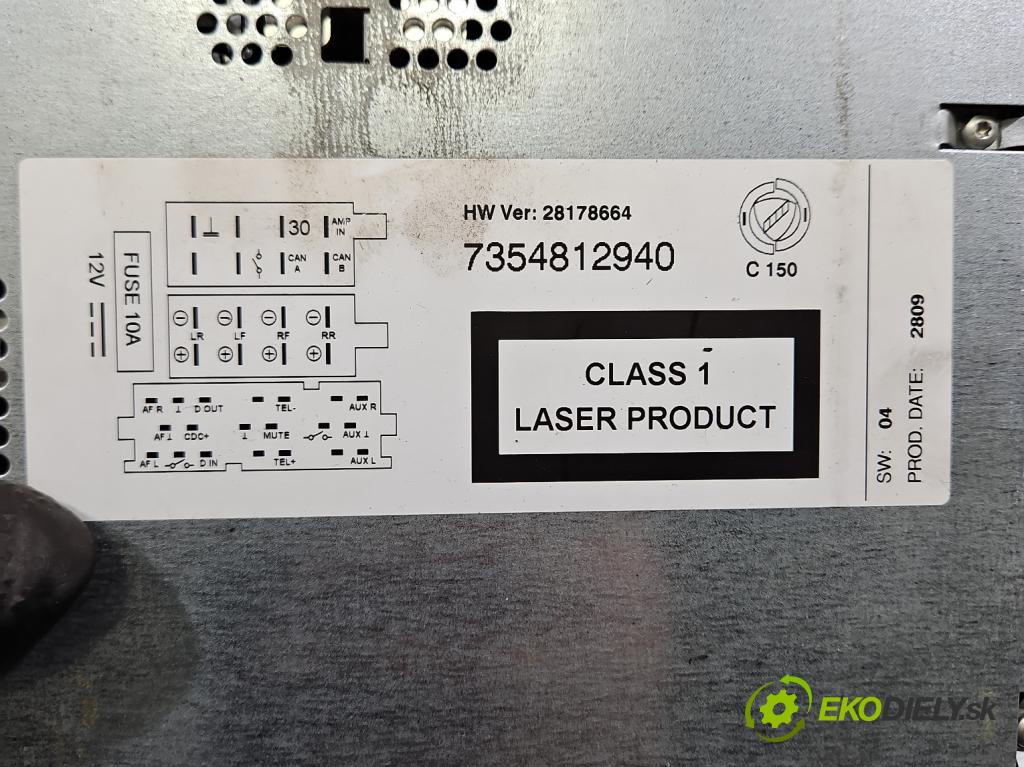 30 AMP IN
CAN A CAN B
LR LF RF RR
AF R D OUT TEL- AUX R
AF CDC+ MUTE AUX
AF L D IN TEL+ AUX L
FUSE 10A
12V
HW Ver: 28178664
7354812940
C 150
CLASS 1
LASER PRODUCT
SW: 04
PROD. DATE: 2809
EKODIELY.sk